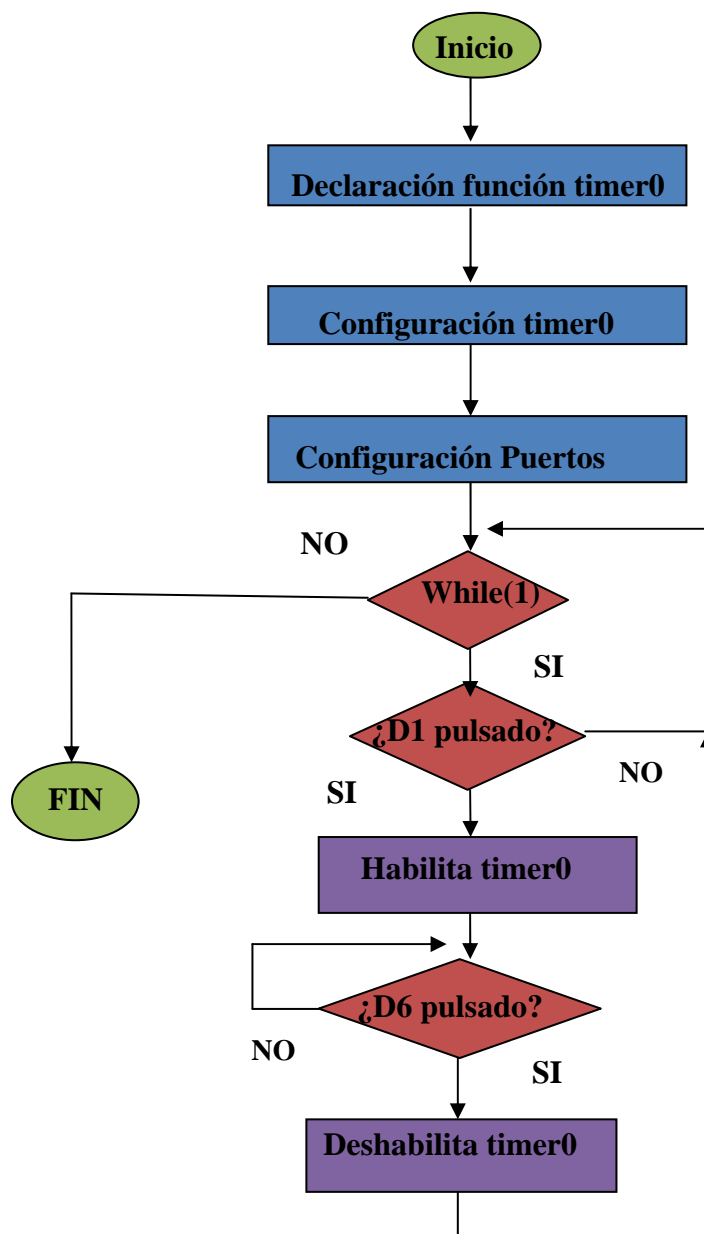 Inicio
Declaración función timer0
Configuración timer0
Configuración Puertos
NO
While(1)
SI
¿D1 pulsado?
NO
FIN
SI
Habilita timer0
¿D6 pulsado?
NO
SI
Deshabilita timer0